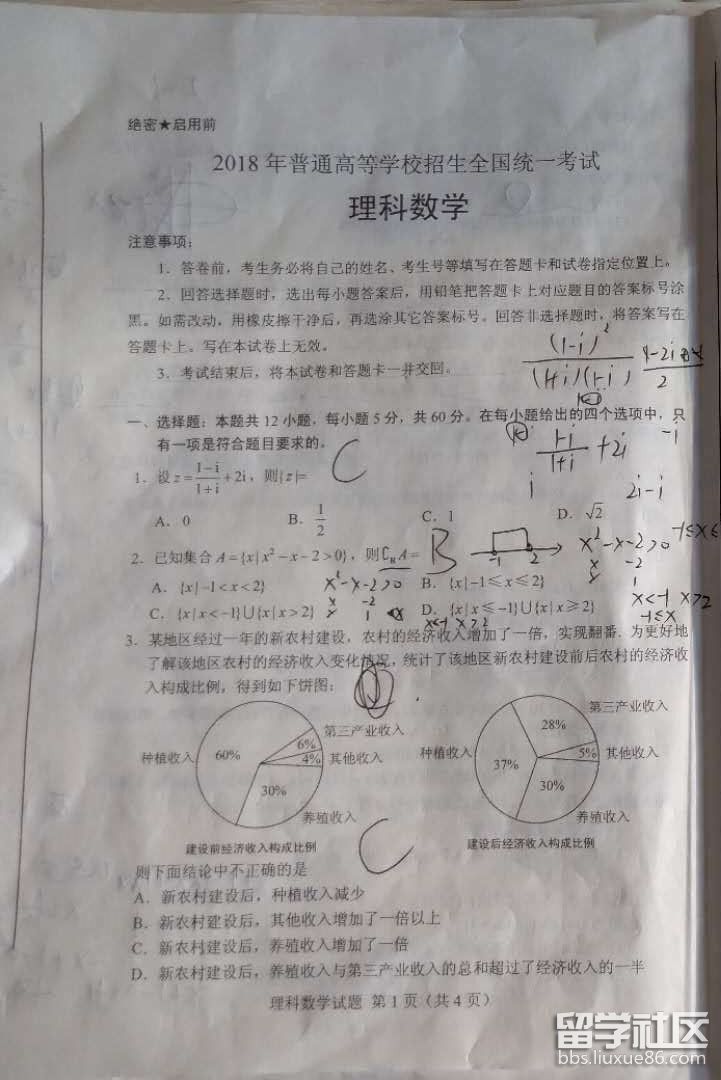 绝密★启用前
2018 年普通高等学校招生全国统一考试
理科数学
注意事项：
1．答卷前，考生务必将自己的姓名、考生号等填写在答题卡和试卷指定位置上。
2．回答选择题时，选出每小题答案后，用铅笔把答题卡上对应题目的答案标号涂
黑。如需改动，用橡皮擦干净后，再选涂其它答案标号。回答非选择题时，将答案写在
答题卡上。写在本试卷上无效。
3．考试结束后，将本试卷和答题卡一并交回。
(1-i)²
(1+i)(1-i)
2
一、选择题：本题共 12 小题，每小题 5 分，共 60 分。在每小题给出的四个选项中，只
有一项是符合题目要求的。
1-i
1+i
+2i
-i
1．设 z=(1-i)/(1+i)+2i，则|z|=
C
i
2i-i
A．0 B．1/2 C．1 D．√2
2．已知集合 A={x|x²-x-2>0}，则∁RA=
B
-1 2
x²-x-2>0
A．{x|-1<x<2} B．{x|-1≤x≤2}
x²-x-2>0
x -2
x 1
C．{x|x<-1}∪{x|x>2} D．{x|x≤-1}∪{x|x≥2}
x -2
x 1
x<-1 x>2
x<-1 x>2
-1≤x
3．某地区经过一年的新农村建设，农村的经济收入增加了一倍，实现翻番．为更好地
了解该地区农村的经济收入变化情况，统计了该地区新农村建设前后农村的经济收
入构成比例，得到如下饼图：
第三产业收入
6%
种植收入 60% 4% 其他收入
30%
养殖收入
建设前经济收入构成比例
第三产业收入
28%
种植收入 37% 5% 其他收入
30%
养殖收入
建设后经济收入构成比例
C
则下面结论中不正确的是
A．新农村建设后，种植收入减少
B．新农村建设后，其他收入增加了一倍以上
C．新农村建设后，养殖收入增加了一倍
D．新农村建设后，养殖收入与第三产业收入的总和超过了经济收入的一半
理科数学试题 第 1 页（共 4 页）
留学社区
bbs.liuxue86.com